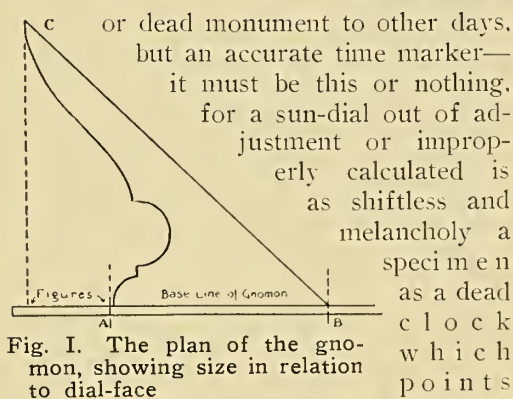 or dead monument to other days,
but an accurate time marker—
it must be this or nothing,
for a sun-dial out of ad-
justment or improp-
erly calculated is
as shiftless and
melancholy a
specimen
as a dead
clock
which
points
C
Figures
Base Line of Gnomon
A
B
Fig. I. The plan of the gno-
mon, showing size in relation
to dial-face